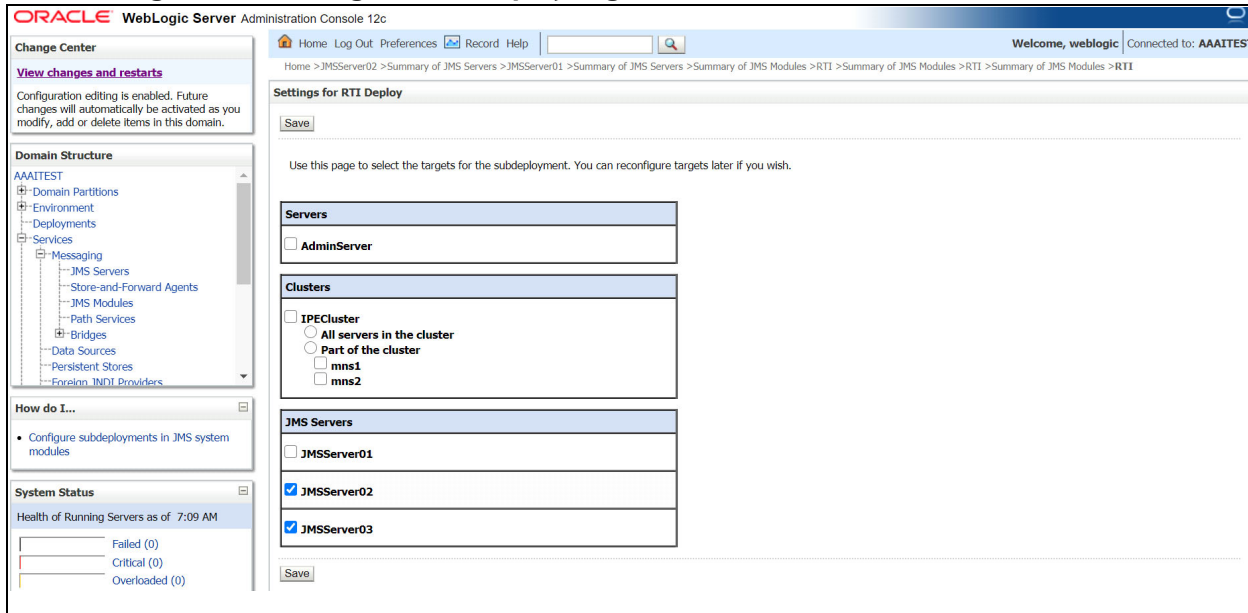 ORACLE WebLogic Server Administration Console 12c
Change Center
View changes and restarts
Configuration editing is enabled. Future
changes will automatically be activated as you
modify, add or delete items in this domain.
Domain Structure
AAAITEST
Domain Partitions
Environment
Deployments
Services
Messaging
JMS Servers
Store-and-Forward Agents
JMS Modules
Path Services
Bridges
Data Sources
Persistent Stores
Foreign JNDI Providers
How do I...
Configure subdeployments in JMS system
modules
System Status
Health of Running Servers as of 7:09 AM
Failed (0)
Critical (0)
Overloaded (0)
Home Log Out Preferences Record Help
Welcome, weblogic Connected to: AAAITEST
Home >JMSServer02 >Summary of JMS Servers >JMSServer01 >Summary of JMS Servers >Summary of JMS Modules >RTI >Summary of JMS Modules >RTI >Summary of JMS Modules >RTI
Settings for RTI Deploy
Save
Use this page to select the targets for the subdeployment. You can reconfigure targets later if you wish.
Servers
AdminServer
Clusters
IPECluster
All servers in the cluster
Part of the cluster
mns1
mns2
JMS Servers
JMSServer01
JMSServer02
JMSServer03
Save